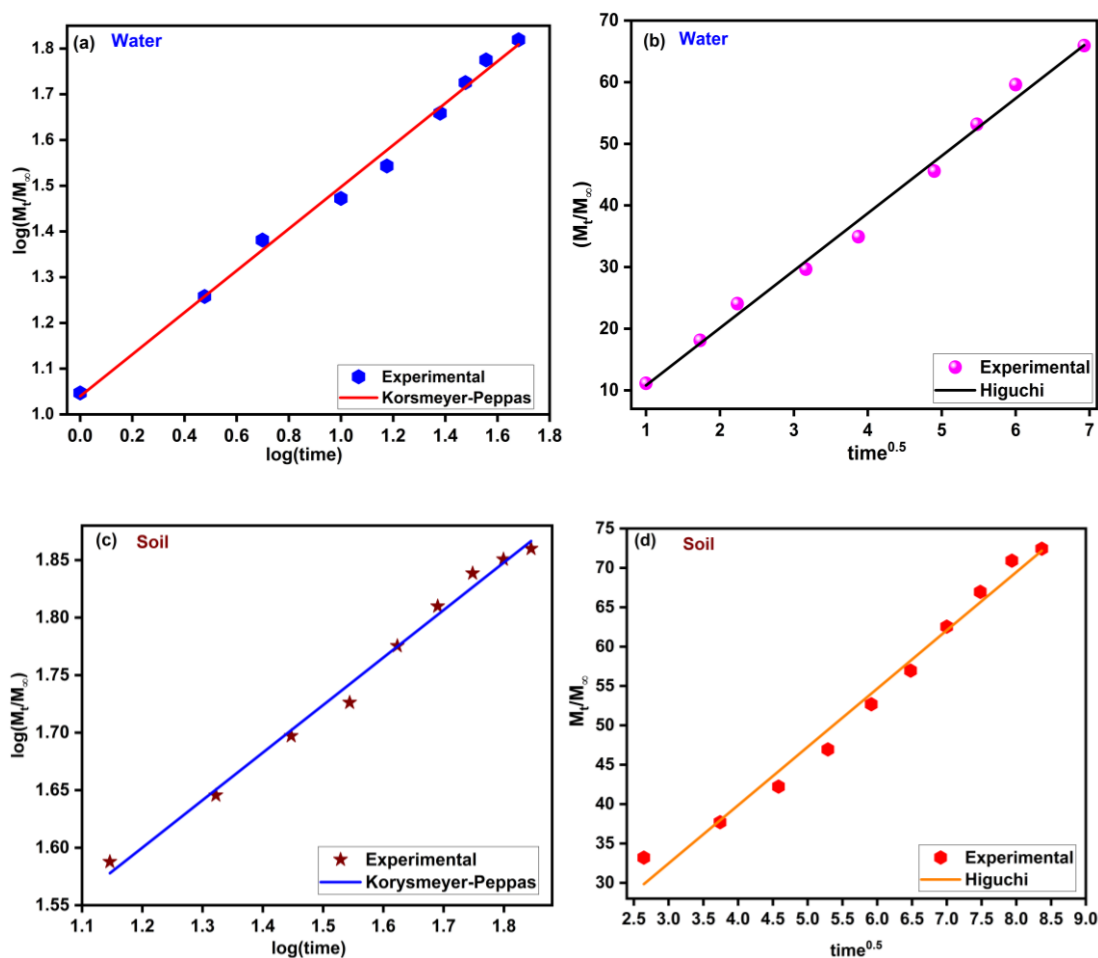 (a) Water
log(Mₜ/M∞)
1.8
1.7
1.6
1.5
1.4
1.3
1.2
1.1
1.0
Experimental
Korsmeyer-Peppas
0.0 0.2 0.4 0.6 0.8 1.0 1.2 1.4 1.6 1.8
log(time)
(b) Water
(Mₜ/M∞)
70
60
50
40
30
20
10
Experimental
Higuchi
1 2 3 4 5 6 7
time^0.5
(c) Soil
log(Mₜ/M∞)
1.85
1.80
1.75
1.70
1.65
1.60
1.55
Experimental
Korysmeyer-Peppas
1.1 1.2 1.3 1.4 1.5 1.6 1.7 1.8
log(time)
(d) Soil
Mₜ/M∞
75
70
65
60
55
50
45
40
35
30
Experimental
Higuchi
2.5 3.0 3.5 4.0 4.5 5.0 5.5 6.0 6.5 7.0 7.5 8.0 8.5 9.0
time^0.5